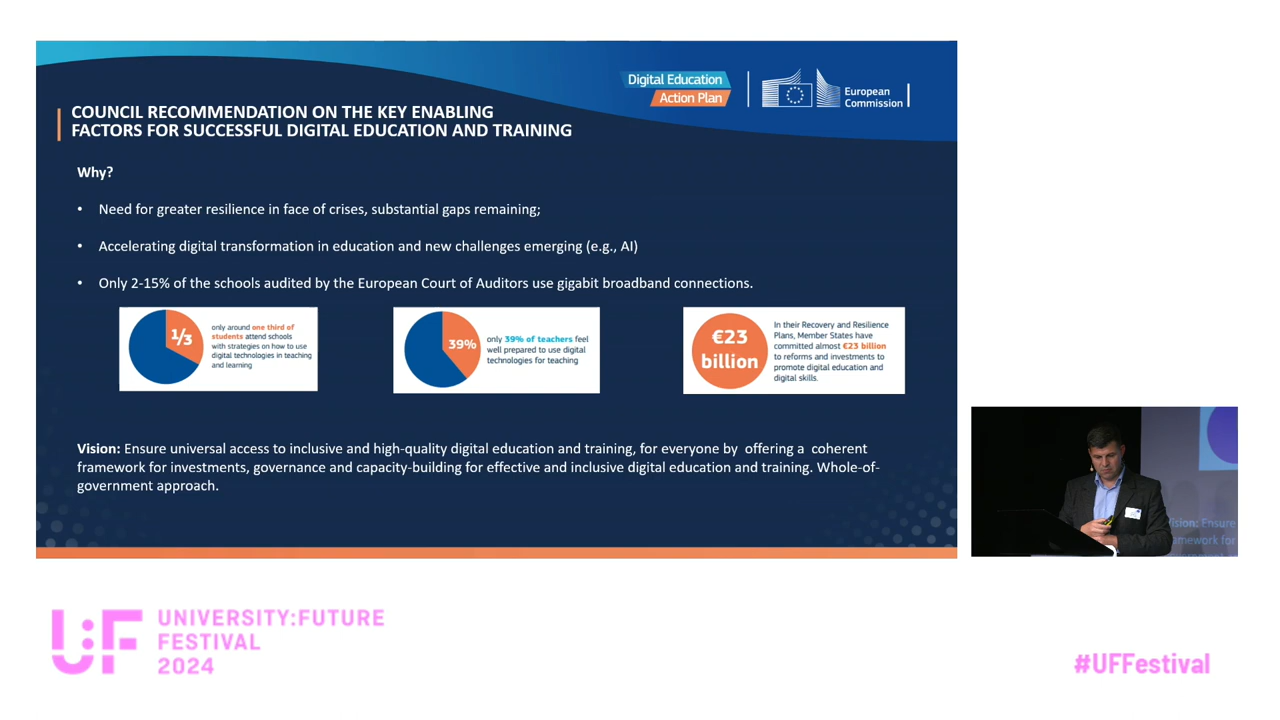 Digital Education
Action Plan
European
Commission
COUNCIL RECOMMENDATION ON THE KEY ENABLING
FACTORS FOR SUCCESSFUL DIGITAL EDUCATION AND TRAINING
Why?
• Need for greater resilience in face of crises, substantial gaps remaining;
• Accelerating digital transformation in education and new challenges emerging (e.g., AI)
• Only 2-15% of the schools audited by the European Court of Auditors use gigabit broadband connections.
1/3
only around one third of
students attend schools
with strategies on how to use
digital technologies in teaching
and learning
39%
only 39% of teachers feel
well prepared to use digital
technologies for teaching
€23
billion
In their Recovery and Resilience
Plans, Member States have
committed almost €23 billion
to reforms and investments to
promote digital education and
digital skills.
Vision: Ensure universal access to inclusive and high-quality digital education and training, for everyone by offering a coherent
framework for investments, governance and capacity-building for effective and inclusive digital education and training. Whole-of-
government approach.
ision: Ensure
amework for
U:F
UNIVERSITY:FUTURE
FESTIVAL
2024
#UFFestival